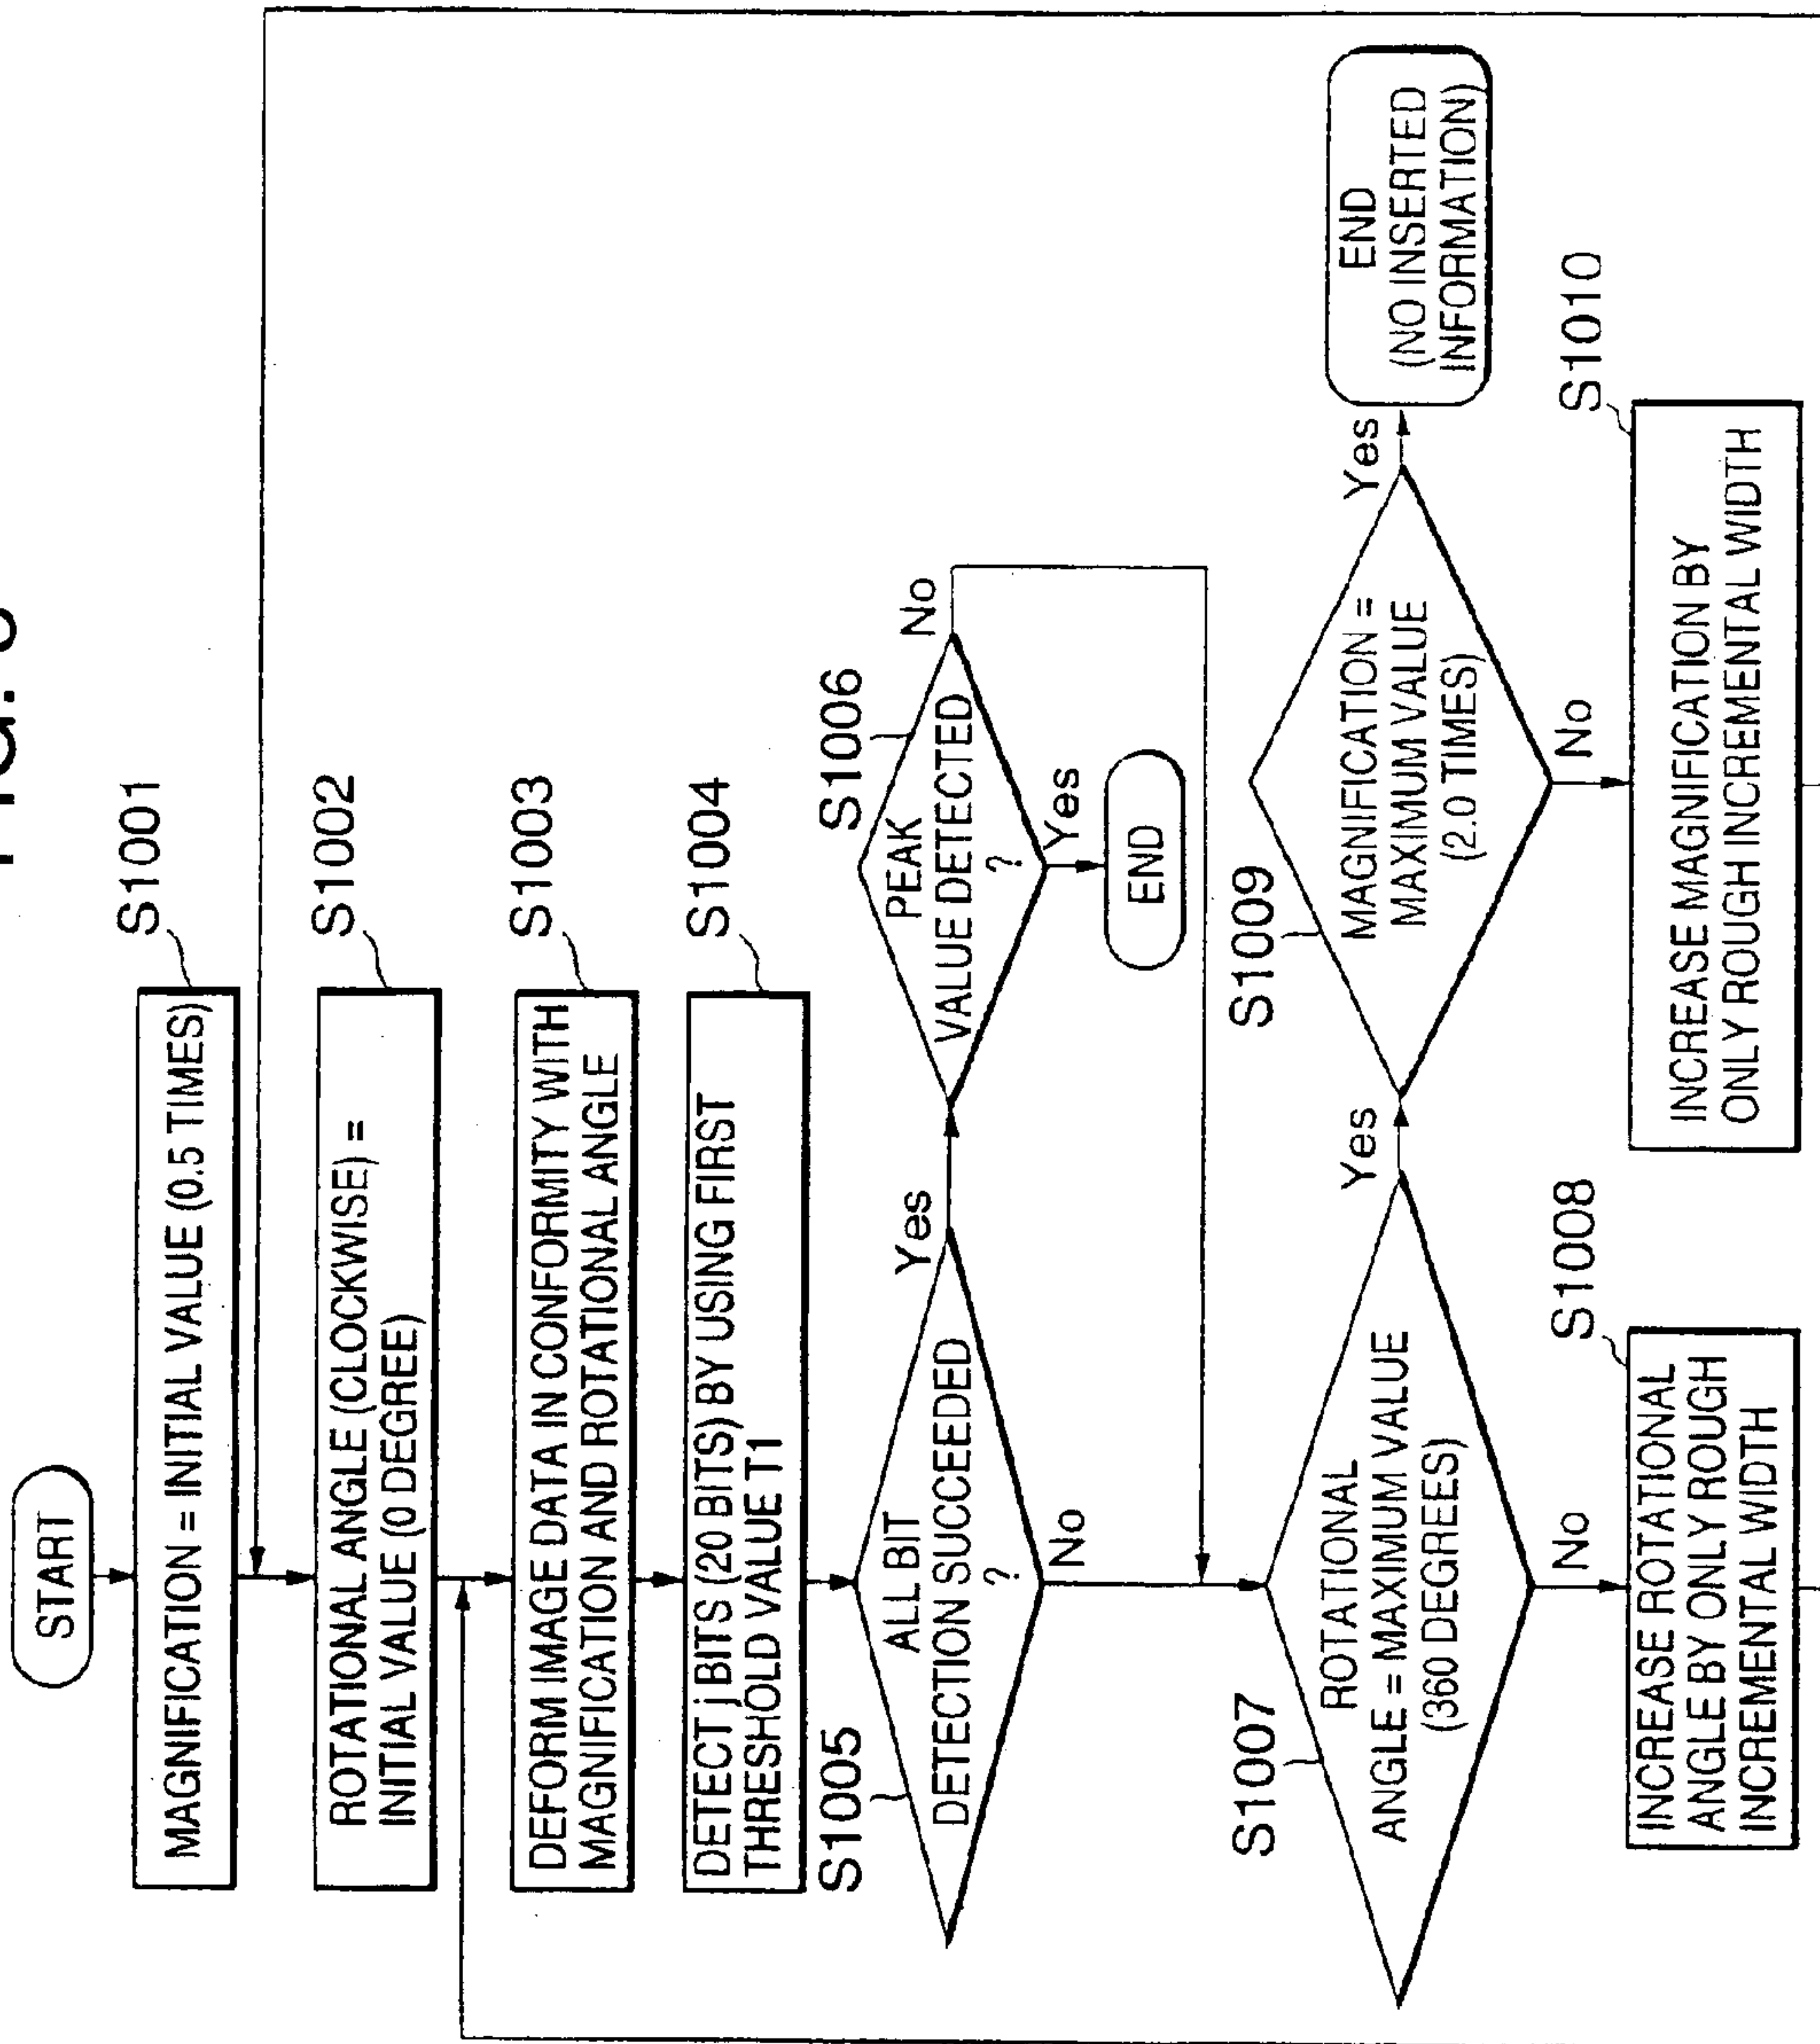 START
S1001
MAGNIFICATION = INITIAL VALUE (0.5 TIMES)
S1002
ROTATIONAL ANGLE (CLOCKWISE) =
INITIAL VALUE (0 DEGREE)
S1003
DEFORM IMAGE DATA IN CONFORMITY WITH
MAGNIFICATION AND ROTATIONAL ANGLE
S1004
DETECT j BITS (20 BITS) BY USING FIRST
THRESHOLD VALUE T1
S1005
ALL BIT
DETECTION SUCCEEDED
?
Yes
No
S1006
PEAK
VALUE DETECTED
?
No
Yes
END
S1007
ROTATIONAL
ANGLE = MAXIMUM VALUE
(360 DEGREES)
Yes
No
S1009
MAGNIFICATION =
MAXIMUM VALUE
(2.0 TIMES)
Yes
No
END
(NO INSERTED
INFORMATION)
S1008
INCREASE ROTATIONAL
ANGLE BY ONLY ROUGH
INCREMENTAL WIDTH
S1010
INCREASE MAGNIFICATION BY
ONLY ROUGH INCREMENTAL WIDTH